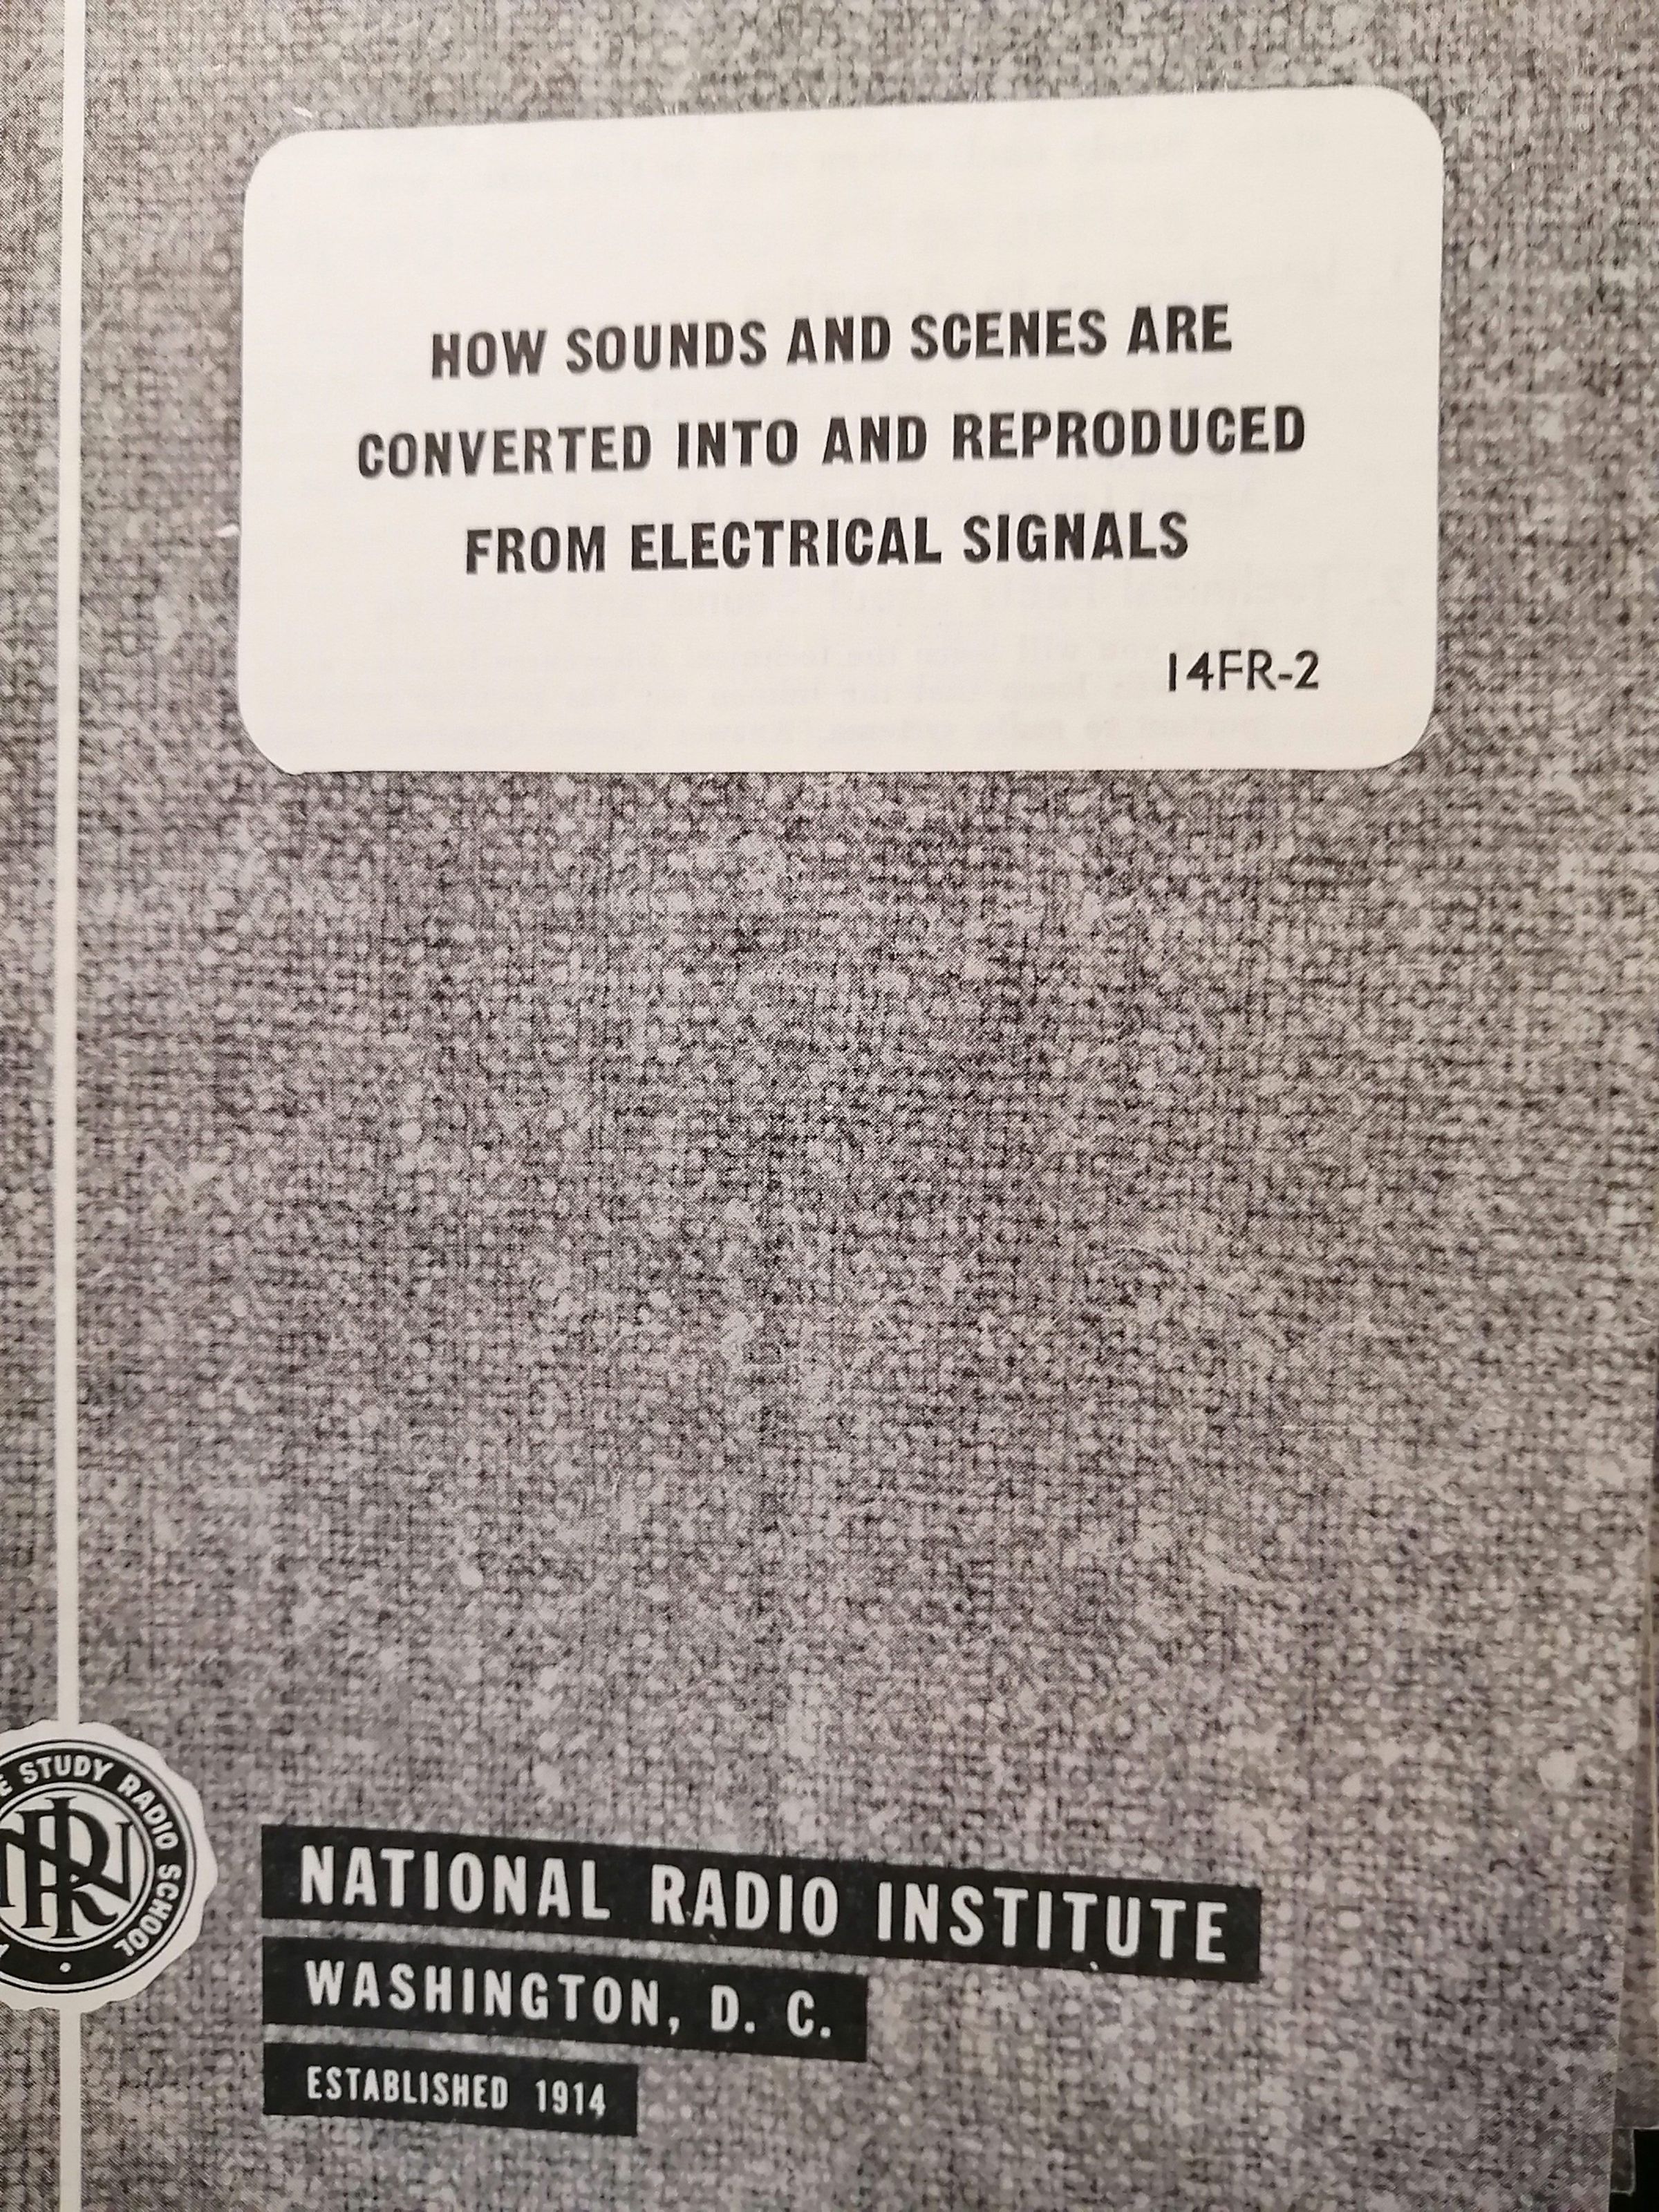 HOW SOUNDS AND SCENES ARE
CONVERTED INTO AND REPRODUCED
FROM ELECTRICAL SIGNALS
14FR-2
STUDY RADIO SCHOOL
NRI
NATIONAL RADIO INSTITUTE
WASHINGTON, D. C.
ESTABLISHED 1914